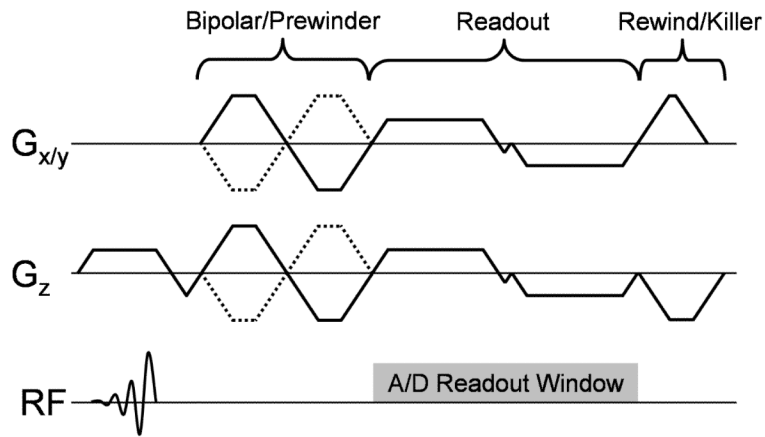 Bipolar/Prewinder Readout Rewind/Killer
Gx/y
Gz
A/D Readout Window
RF